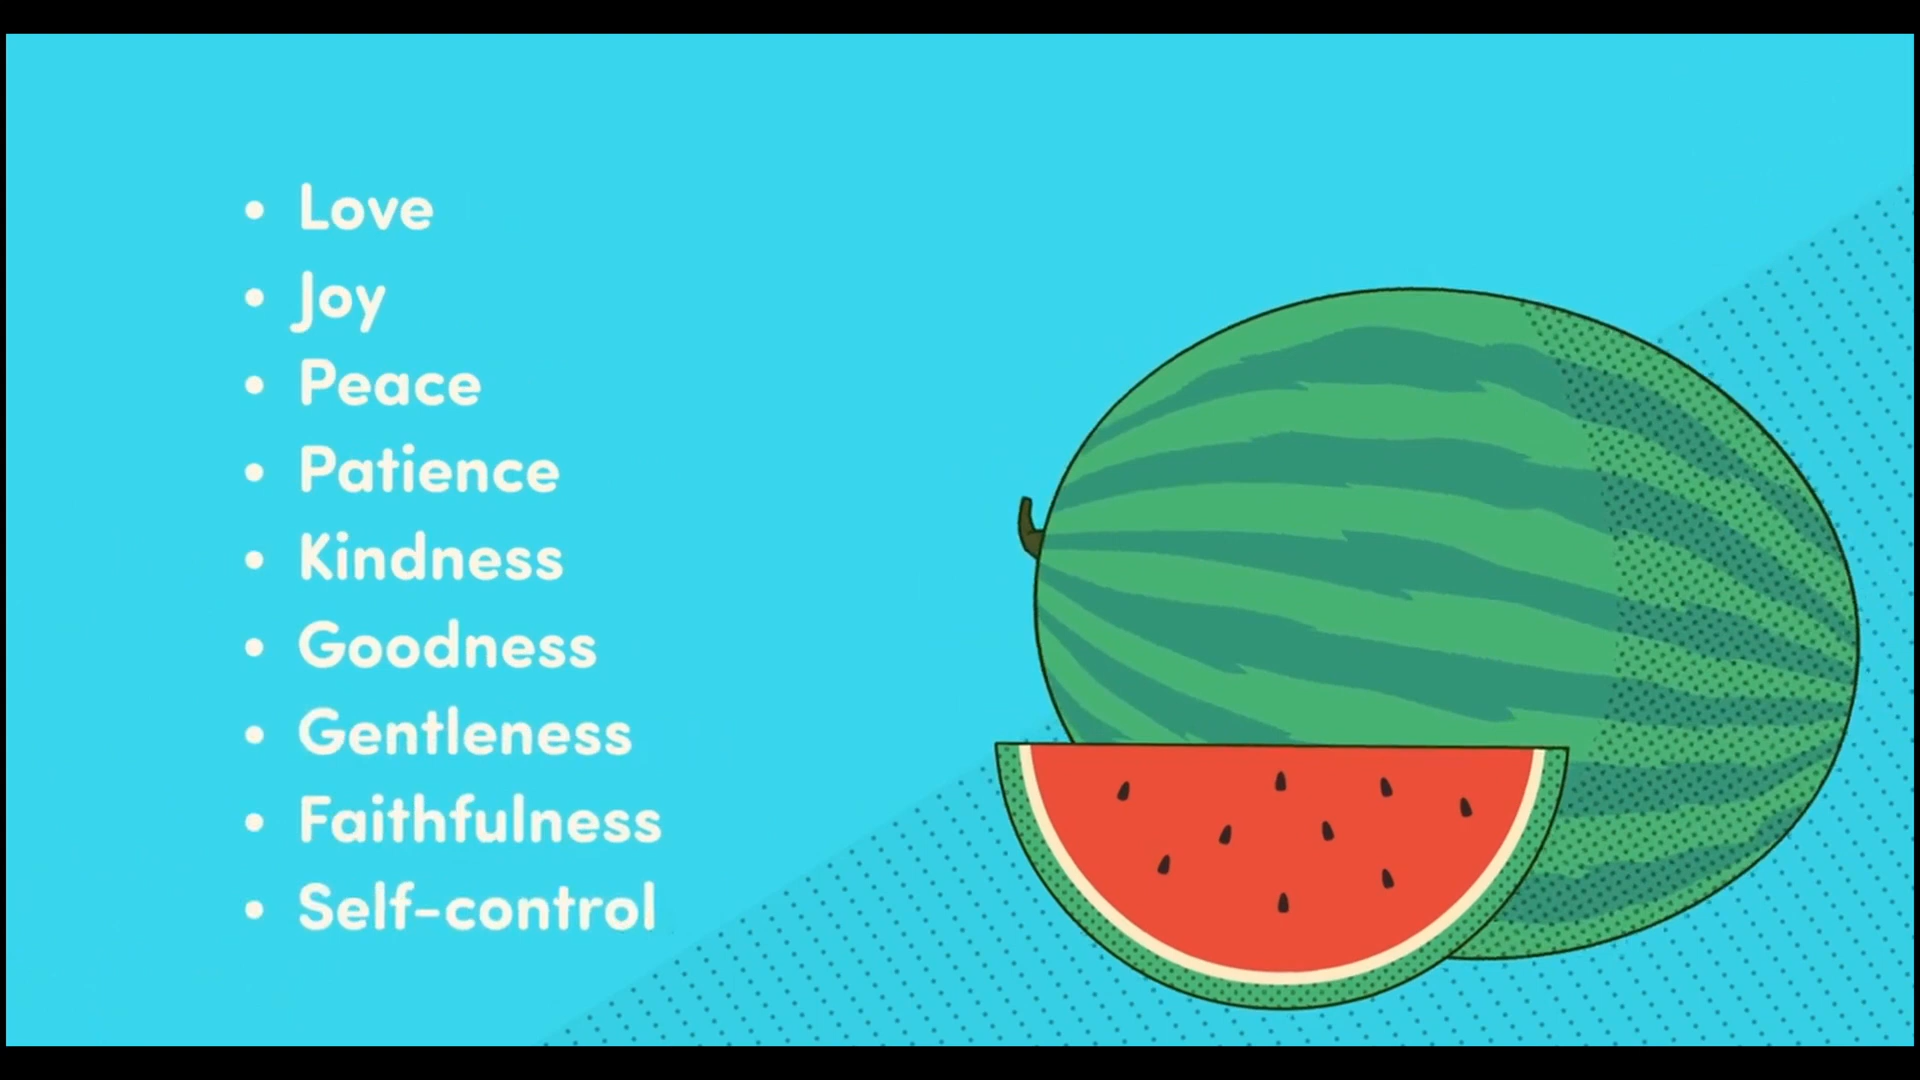 • Love
• Joy
• Peace
• Patience
• Kindness
• Goodness
• Gentleness
• Faithfulness
• Self-control